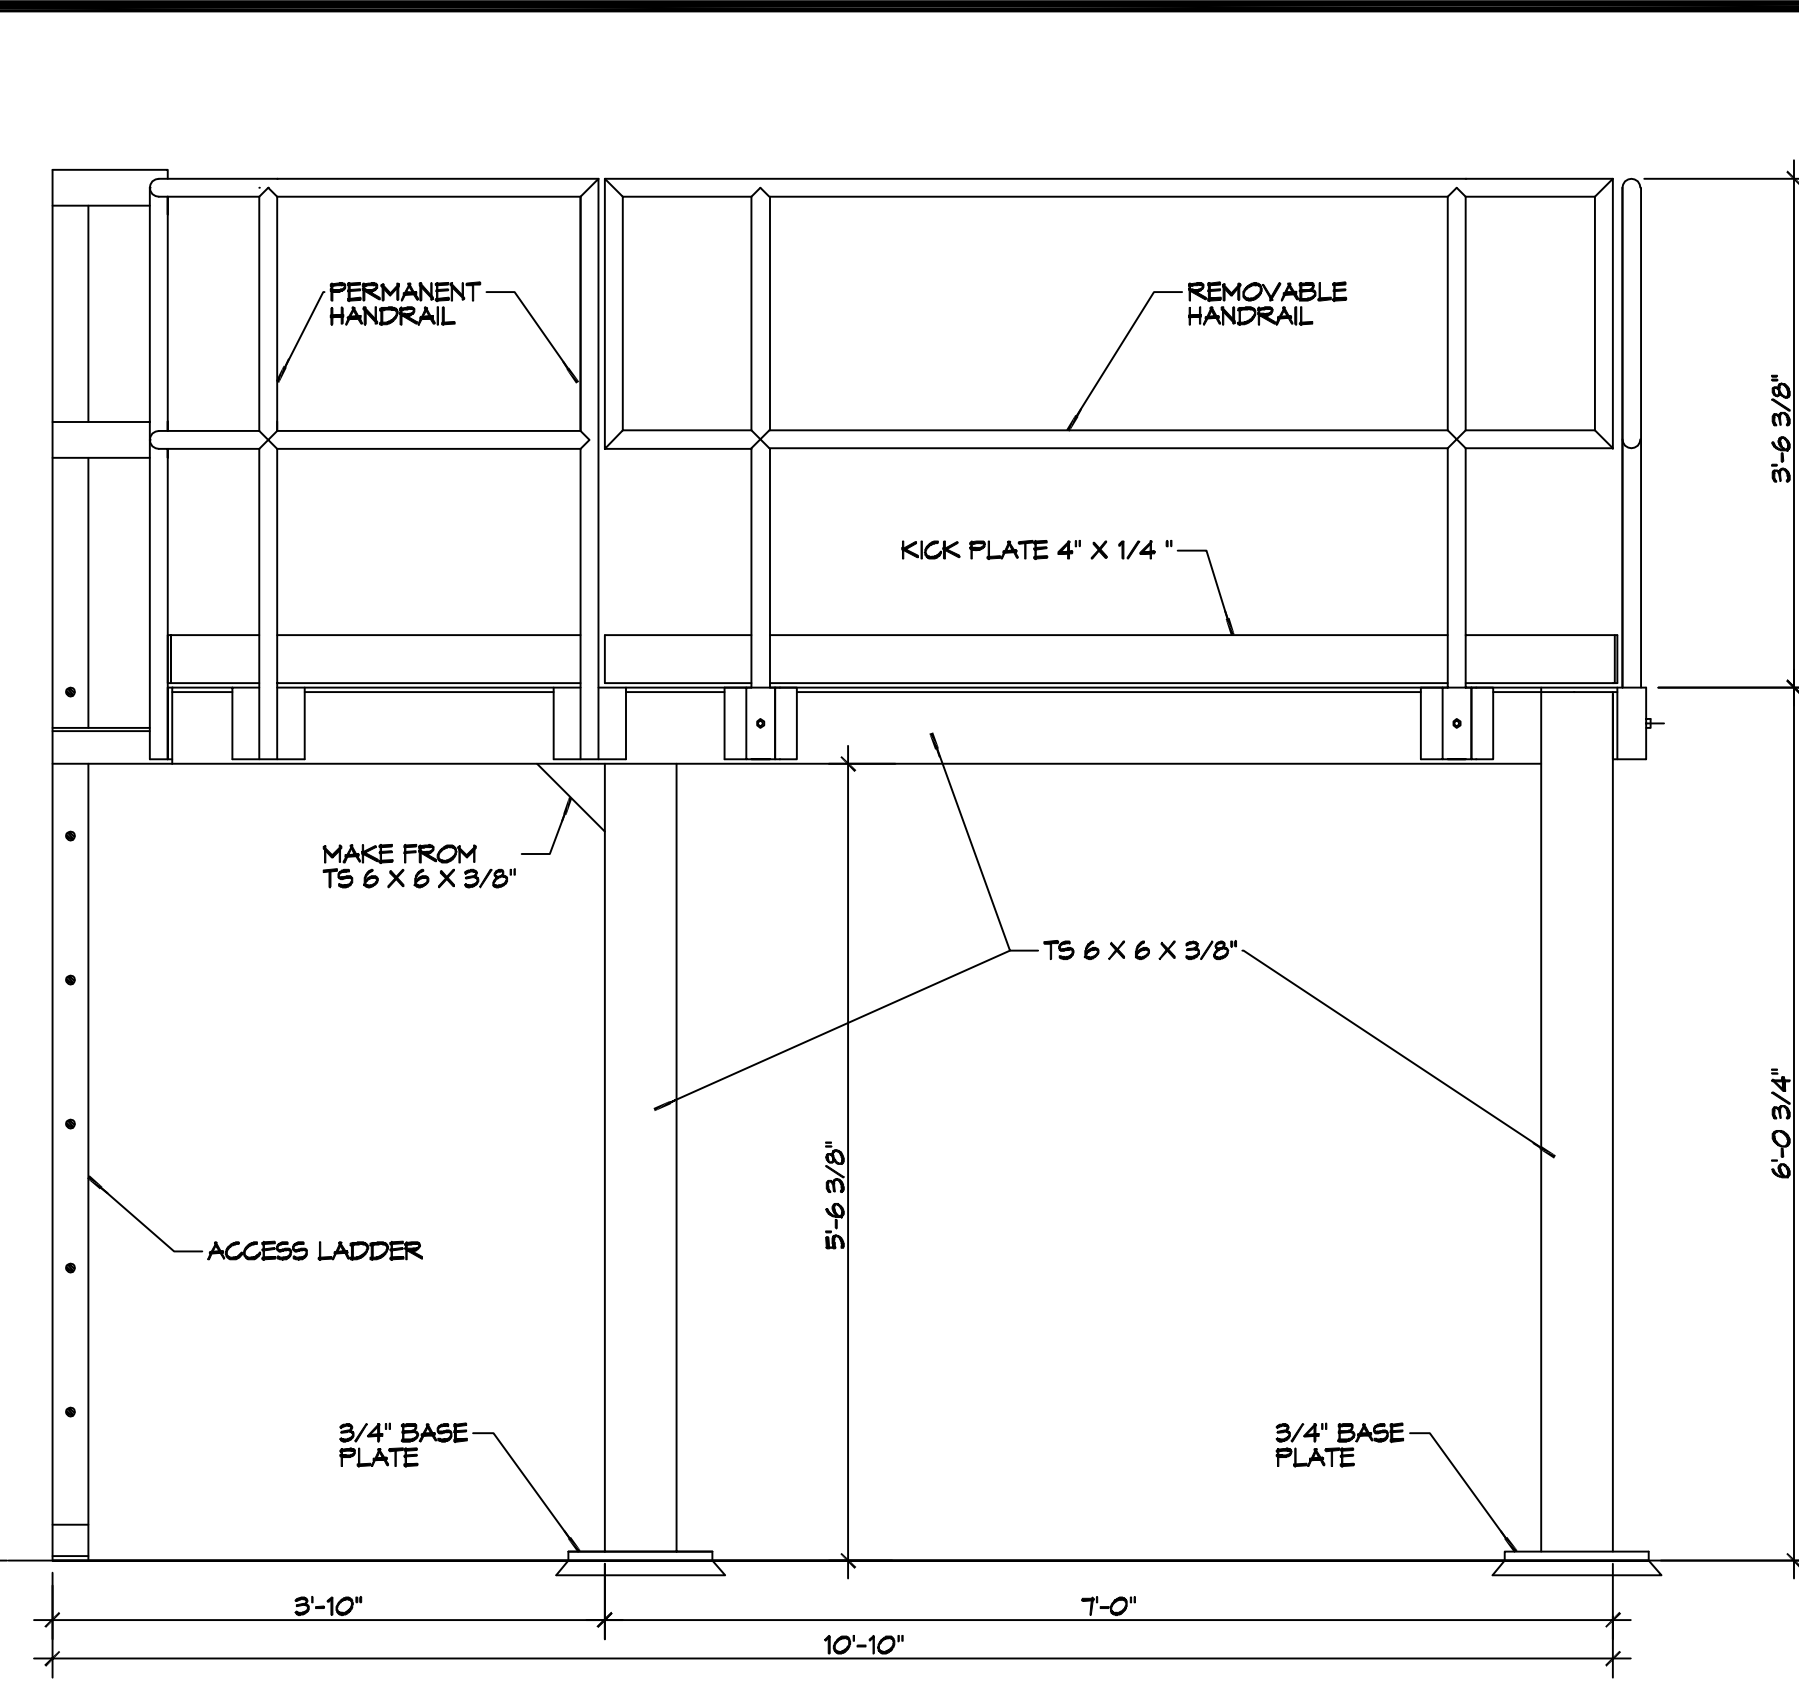 PERMANENT
HANDRAIL
REMOVABLE
HANDRAIL
3'-6 3/8"
KICK PLATE 4" X 1/4 "
MAKE FROM
TS 6 X 6 X 3/8"
TS 6 X 6 X 3/8"
6'-0 3/4"
5'-6 3/8"
ACCESS LADDER
3/4" BASE
PLATE
3/4" BASE
PLATE
3'-10"
7'-0"
10'-10"